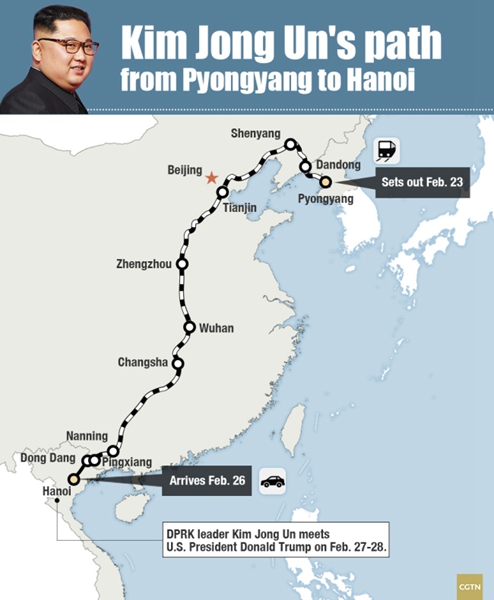 Kim Jong Un's path
from Pyongyang to Hanoi
Shenyang
Beijing
Dandong
Sets out Feb. 23
Tianjin
Pyongyang
Zhengzhou
Wuhan
Changsha
Nanning
Dong Dang
Pingxiang
Hanoi
Arrives Feb. 26
DPRK leader Kim Jong Un meets
U.S. President Donald Trump on Feb. 27-28.
CGTN